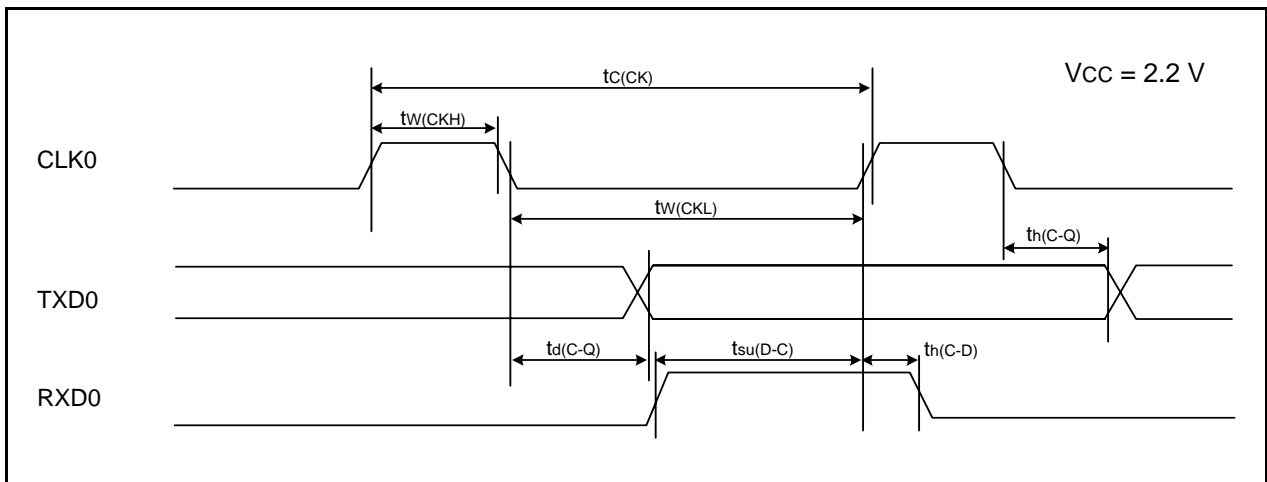 tC(CK)
VCC = 2.2 V
tW(CKH)
CLK0
tW(CKL)
th(C-Q)
TXD0
td(C-Q)
tsu(D-C)
th(C-D)
RXD0